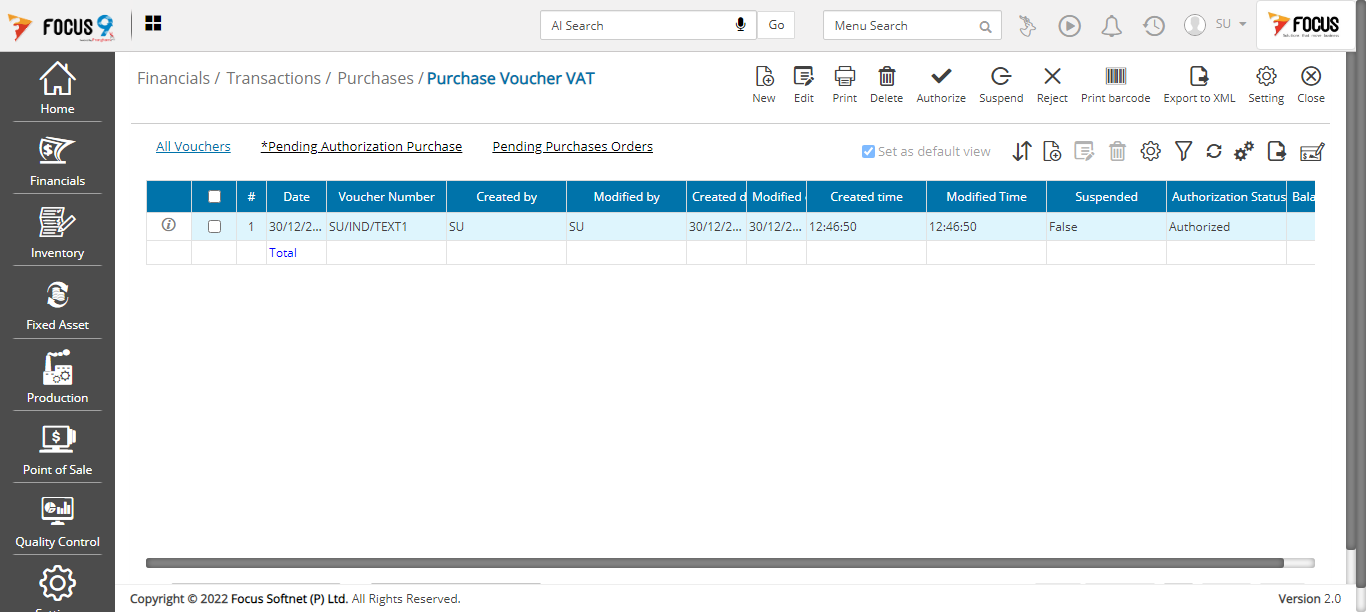 FOCUS 9
AI Search
Go
Menu Search
SU
FOCUS
Home
Financials
Inventory
Fixed Asset
Production
Point of Sale
Quality Control
Financials / Transactions / Purchases / Purchase Voucher VAT
New Edit Print Delete Authorize Suspend Reject Print barcode Export to XML Setting Close
All Vouchers *Pending Authorization Purchase Pending Purchases Orders
Set as default view
# Date Voucher Number Created by Modified by Created d Modified Created time Modified Time Suspended Authorization Status Bala
1 30/12/2... SU/IND/TEXT1 SU SU 30/12/2... 30/12/2... 12:46:50 12:46:50 False Authorized
Total
Copyright © 2022 Focus Softnet (P) Ltd. All Rights Reserved.
Version 2.0